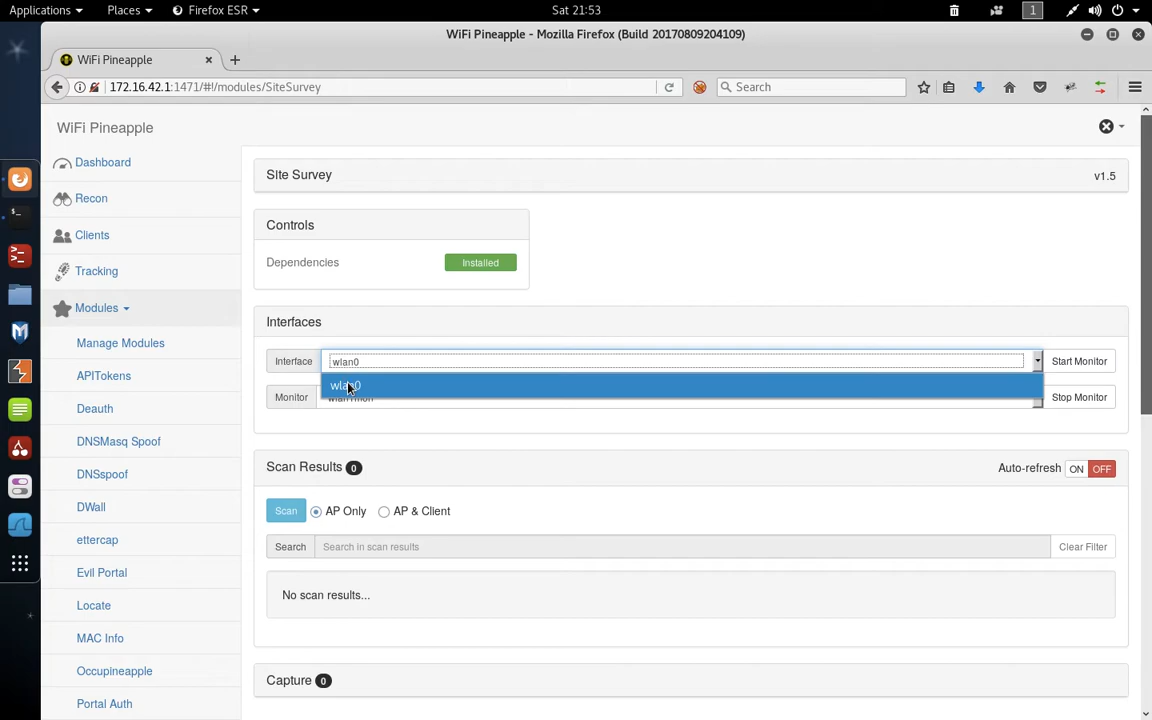 Applications Places Firefox ESR Sat 21:53 1
WiFi Pineapple - Mozilla Firefox (Build 20170809204109)
WiFi Pineapple
172.16.42.1:1471/#!/modules/SiteSurvey Search
WiFi Pineapple
Dashboard
Recon
Clients
Tracking
Modules
Manage Modules
APITokens
Deauth
DNSMasq Spoof
DNSspoof
DWall
ettercap
Evil Portal
Locate
MAC Info
Occupineapple
Portal Auth
Site Survey v1.5
Controls
Dependencies Installed
Interfaces
Interface wlan0 Start Monitor
wlan0
Monitor wlan1mon Stop Monitor
Scan Results 0 Auto-refresh ON OFF
Scan AP Only AP & Client
Search Search in scan results Clear Filter
No scan results...
Capture 0